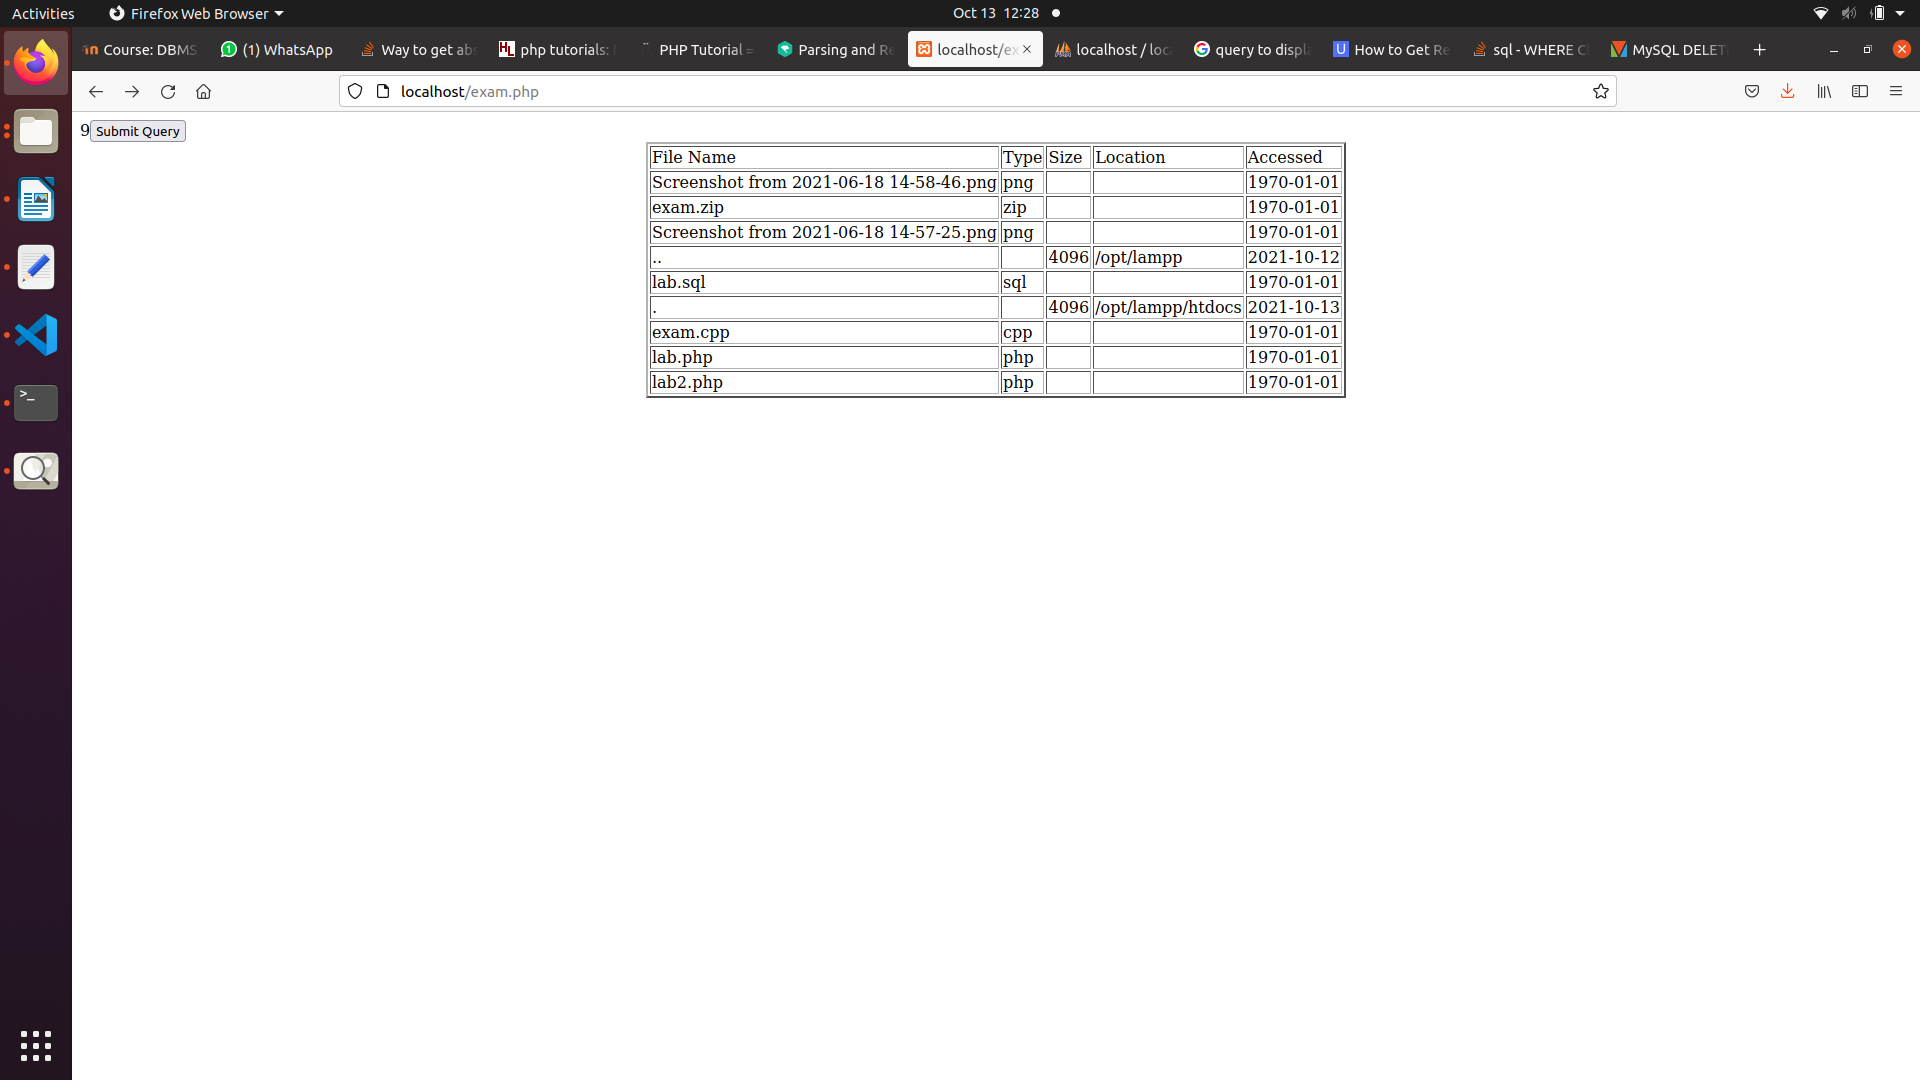 Activities Firefox Web Browser Oct 13 12:28
Course: DBMS (1) WhatsApp Way to get abs php tutorials: PHP Tutorial = Parsing and Re localhost/ex localhost / loc query to displa How to Get Re sql - WHERE C MySQL DELET
localhost/exam.php
9 Submit Query
File Name Type Size Location Accessed
Screenshot from 2021-06-18 14-58-46.png png 1970-01-01
exam.zip zip 1970-01-01
Screenshot from 2021-06-18 14-57-25.png png 1970-01-01
.. 4096 /opt/lampp 2021-10-12
lab.sql sql 1970-01-01
. 4096 /opt/lampp/htdocs 2021-10-13
exam.cpp cpp 1970-01-01
lab.php php 1970-01-01
lab2.php php 1970-01-01